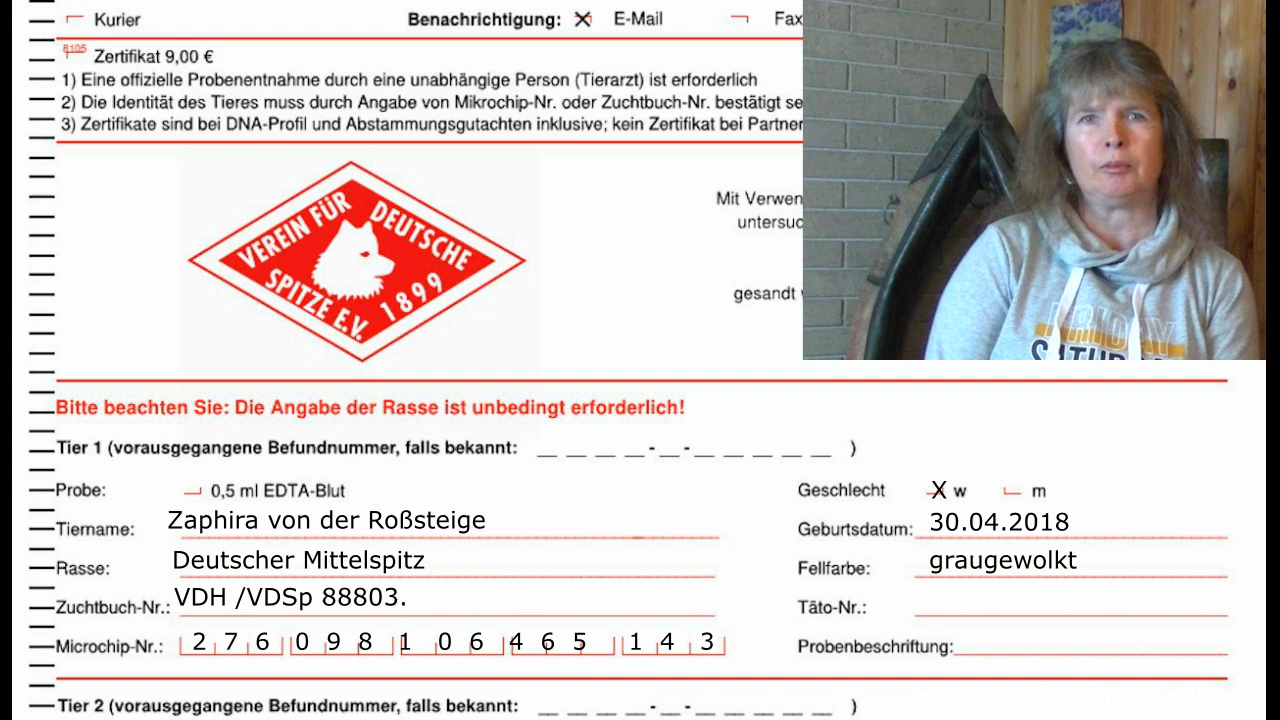 Kurier Benachrichtigung: X E-Mail Fax
8105 Zertifikat 9,00 €
1) Eine offizielle Probenentnahme durch eine unabhängige Person (Tierarzt) ist erforderlich
2) Die Identität des Tieres muss durch Angabe von Mikrochip-Nr. oder Zuchtbuch-Nr. bestätigt se
3) Zertifikate sind bei DNA-Profil und Abstammungsgutachten inklusive; kein Zertifikat bei Partner
VEREIN FÜR DEUTSCHE
SPITZE E.V. 1899
Mit Verwen
untersuc
gesandt
FRIDAY
Bitte beachten Sie: Die Angabe der Rasse ist unbedingt erforderlich!
Tier 1 (vorausgegangene Befundnummer, falls bekannt: _ _ _ _-_-_ _ _ _ _ _ )
Probe: 0,5 ml EDTA-Blut Geschlecht X w m
Tiername: Zaphira von der Roßsteige Geburtsdatum: 30.04.2018
Rasse: Deutscher Mittelspitz Fellfarbe: graugewolkt
Zuchtbuch-Nr.: VDH /VDSp 88803. Täto-Nr.:
Microchip-Nr.: 2 7 6 0 9 8 1 0 6 4 6 5 1 4 3 Probenbeschriftung:
Tier 2 (vorausgegangene Befundnummer, falls bekannt: _ _ _ _-_-_ _ _ _ _ _ )